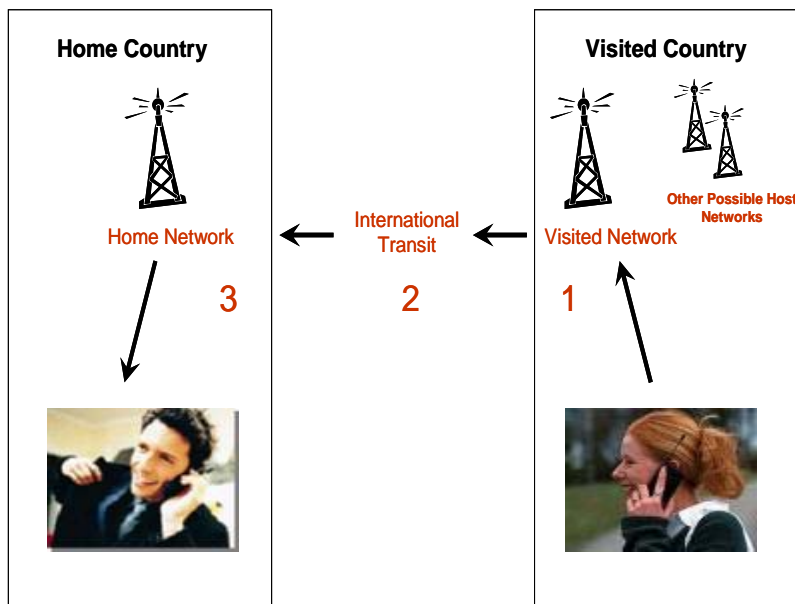 Home Country
Visited Country
Other Possible Host
Networks
Home Network
International
Transit
Visited Network
3
2
1